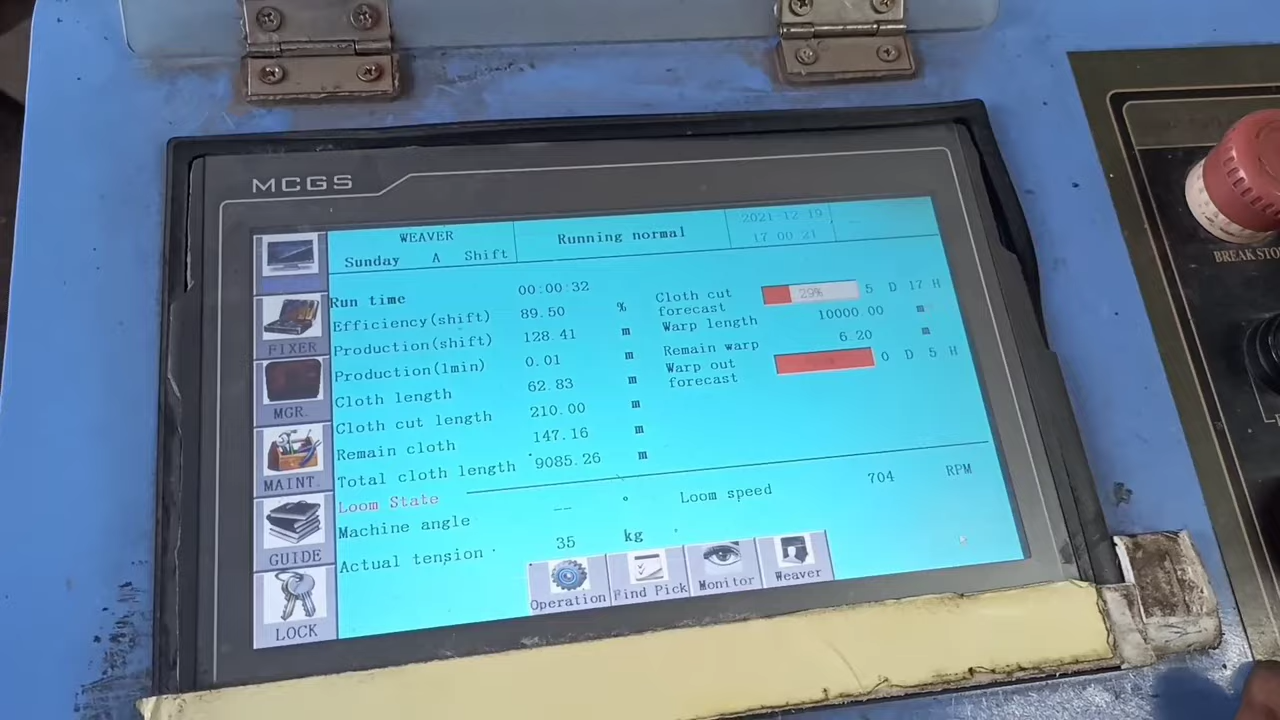 MCGS
WEAVER
Sunday A Shift
Running normal
2021-12-19
17 00:21
FIXER
MGR.
MAINT.
GUIDE
LOCK
Run time 00:00:32
Efficiency(shift) 89.50 %
Production(shift) 128.41 m
Production(1min) 0.01 m
Cloth length 62.83 m
Cloth cut length 210.00 m
Remain cloth 147.16 m
Total cloth length 9085.26 m
Cloth cut forecast 29% 5 D 17 H
Warp length 10000.00 m
Remain warp 6.20 m
Warp out forecast 0 D 5 H
Loom State
Machine angle -- °
Loom speed 704 RPM
Actual tension 35 kg
Operation
Find Pick
Monitor
Weaver